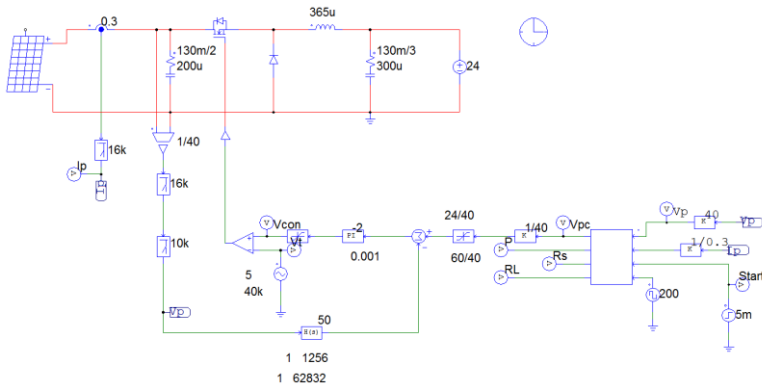 0.3
365u
130m/2
200u
130m/3
300u
24
1/40
16k
Ip
Ip
16k
10k
Vp
Vcon
Vt
5
40k
-2
PI
0.001
24/40
60/40
1/40
K
Vpc
P
Rs
RL
Vp
40
K
Vp
1/0.3
K
Ip
Start
200
5m
50
H(s)
1 1256
1 62832